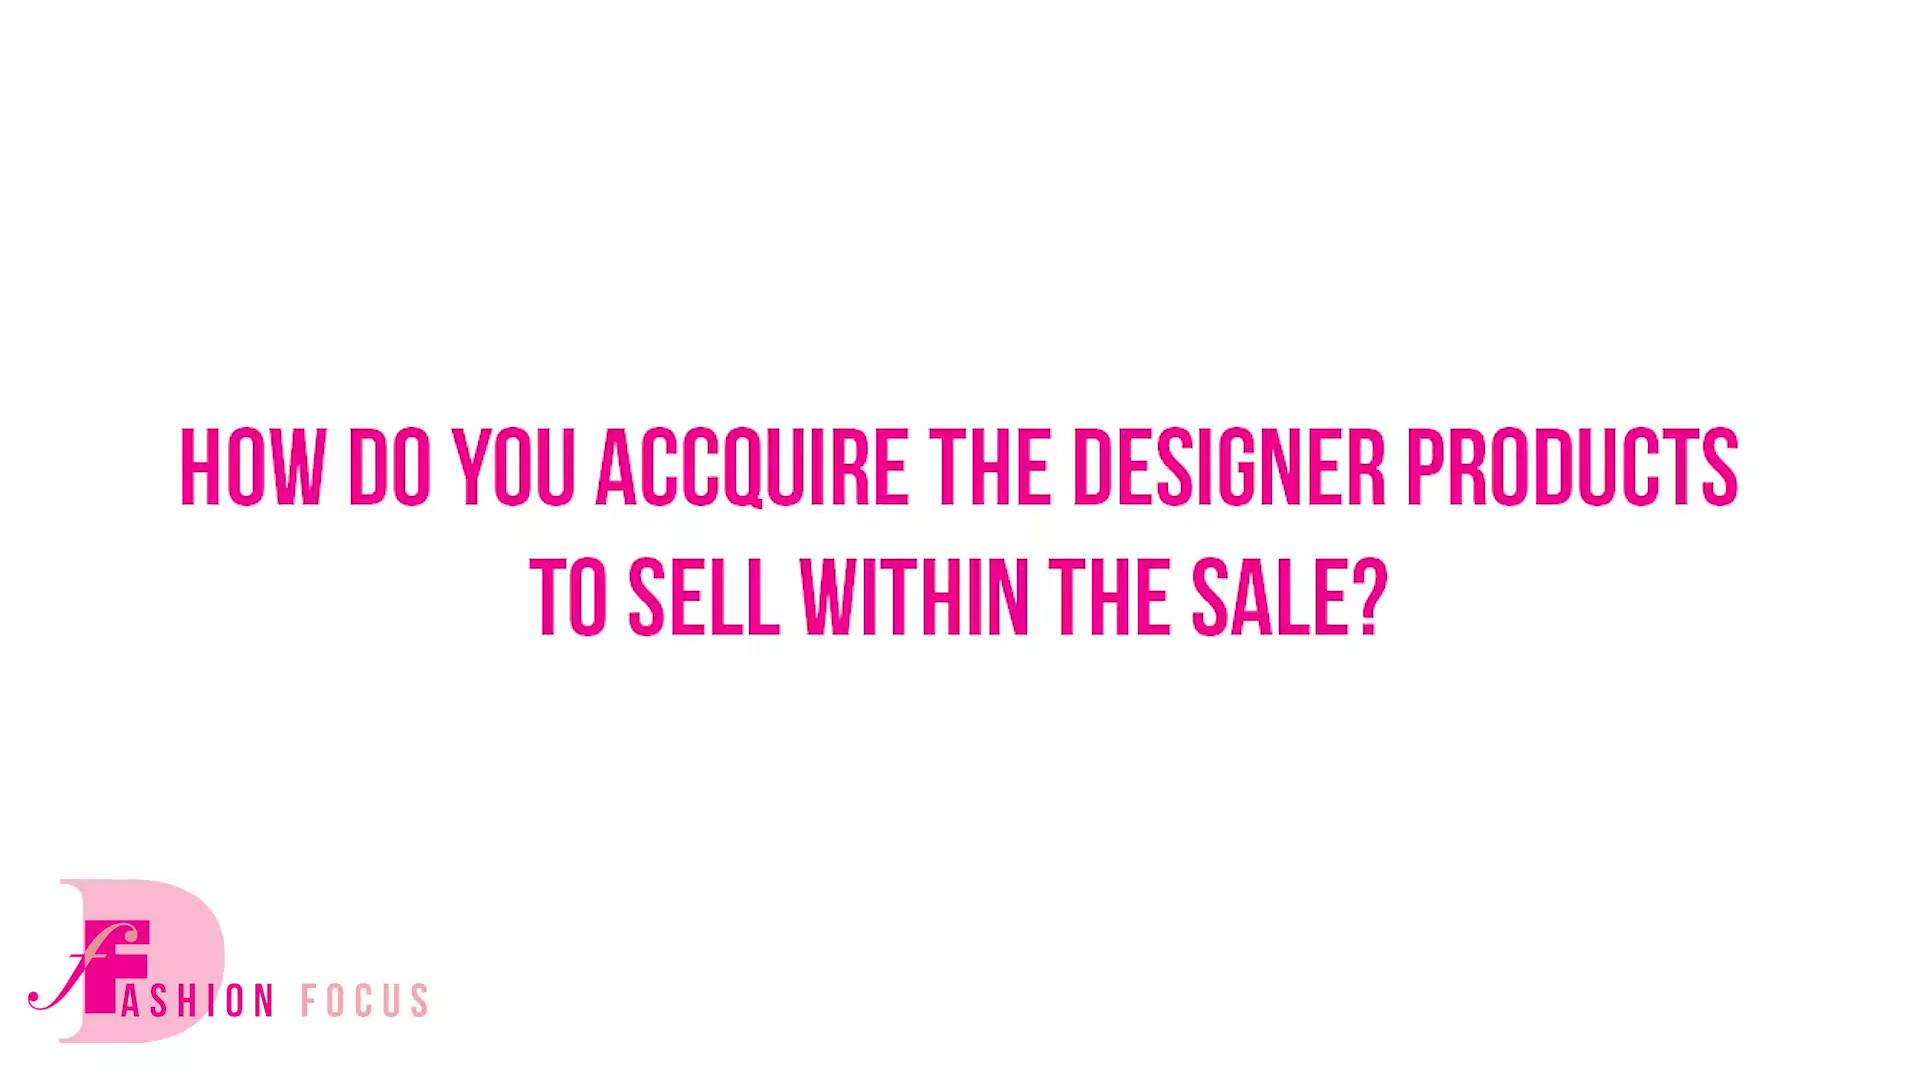 HOW DO YOU ACCQUIRE THE DESIGNER PRODUCTS
TO SELL WITHIN THE SALE?
FASHION FOCUS